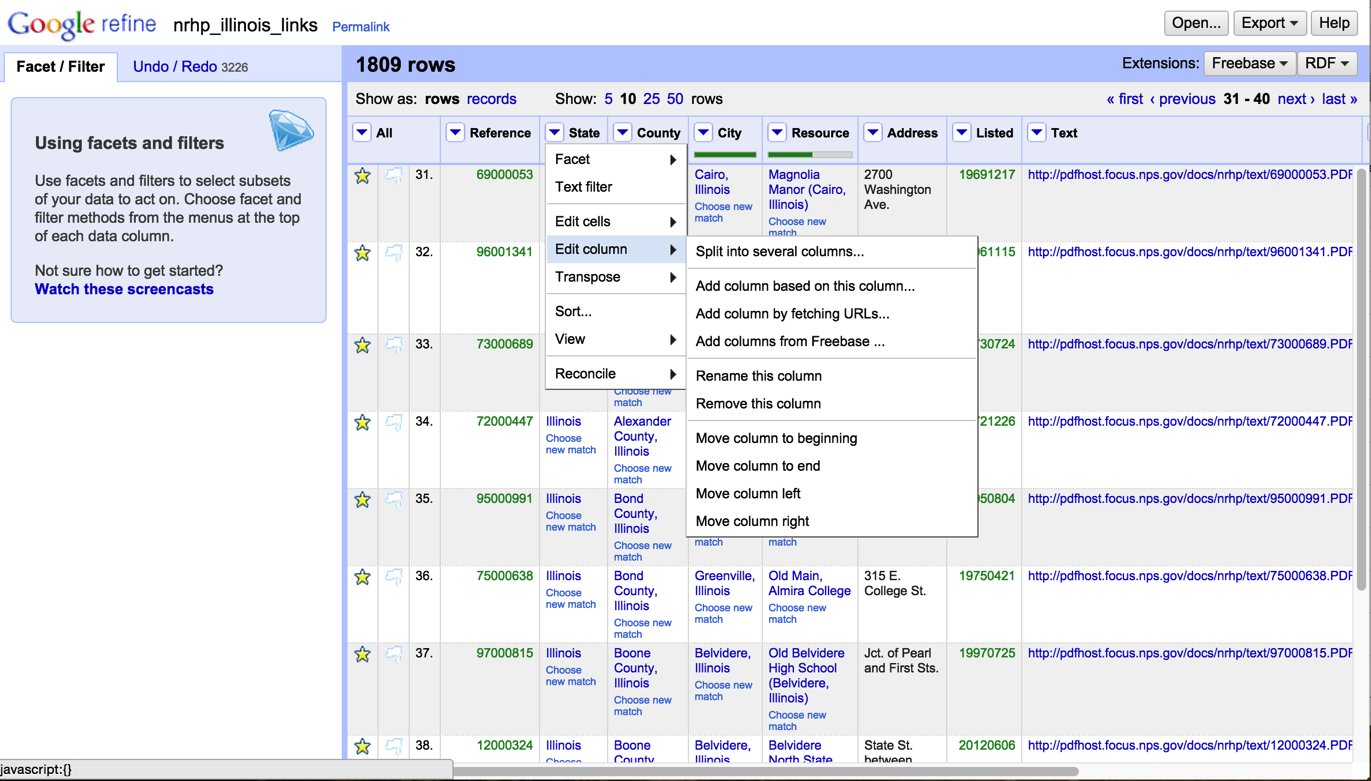 Google refine nrhp_illinois_links Permalink
Open... Export Help
Facet / Filter Undo / Redo 3226
1809 rows
Extensions: Freebase RDF
Using facets and filters
Use facets and filters to select subsets
of your data to act on. Choose facet and
filter methods from the menus at the top
of each data column.
Not sure how to get started?
Watch these screencasts
Show as: rows records Show: 5 10 25 50 rows
« first ‹ previous 31 - 40 next › last »
All Reference State County City Resource Address Listed Text
Facet
Text filter
Edit cells
Edit column
Transpose
Sort...
View
Reconcile
Split into several columns...
Add column based on this column...
Add column by fetching URLs...
Add columns from Freebase ...
Rename this column
Remove this column
Move column to beginning
Move column to end
Move column left
Move column right
31. 69000053
Cairo,
Illinois
Choose new
match
Magnolia
Manor (Cairo,
Illinois)
Choose new
match
2700
Washington
Ave.
19691217 http://pdfhost.focus.nps.gov/docs/nrhp/text/69000053.PDF
32. 96001341
61115 http://pdfhost.focus.nps.gov/docs/nrhp/text/96001341.PDF
33. 73000689
Choose new
match
30724 http://pdfhost.focus.nps.gov/docs/nrhp/text/73000689.PDF
34. 72000447
Illinois
Choose
new match
Alexander
County,
Illinois
Choose new
match
21226 http://pdfhost.focus.nps.gov/docs/nrhp/text/72000447.PDF
35. 95000991
Illinois
Choose
new match
Bond
County,
Illinois
Choose new
match
match
match
50804 http://pdfhost.focus.nps.gov/docs/nrhp/text/95000991.PDF
36. 75000638
Illinois
Choose
new match
Bond
County,
Illinois
Choose new
match
Greenville,
Illinois
Choose new
match
Old Main,
Almira College
Choose new
match
315 E.
College St.
19750421 http://pdfhost.focus.nps.gov/docs/nrhp/text/75000638.PDF
37. 97000815
Illinois
Choose
new match
Boone
County,
Illinois
Choose new
match
Belvidere,
Illinois
Choose new
match
Old Belvidere
High School
(Belvidere,
Illinois)
Choose new
match
Jct. of Pearl
and First Sts.
19970725 http://pdfhost.focus.nps.gov/docs/nrhp/text/97000815.PDF
38. 12000324
Illinois
Choose
Boone
County,
Belvidere,
Illinois
Belvidere
North State
State St.
between
20120606 http://pdfhost.focus.nps.gov/docs/nrhp/text/12000324.PDF
javascript:{}